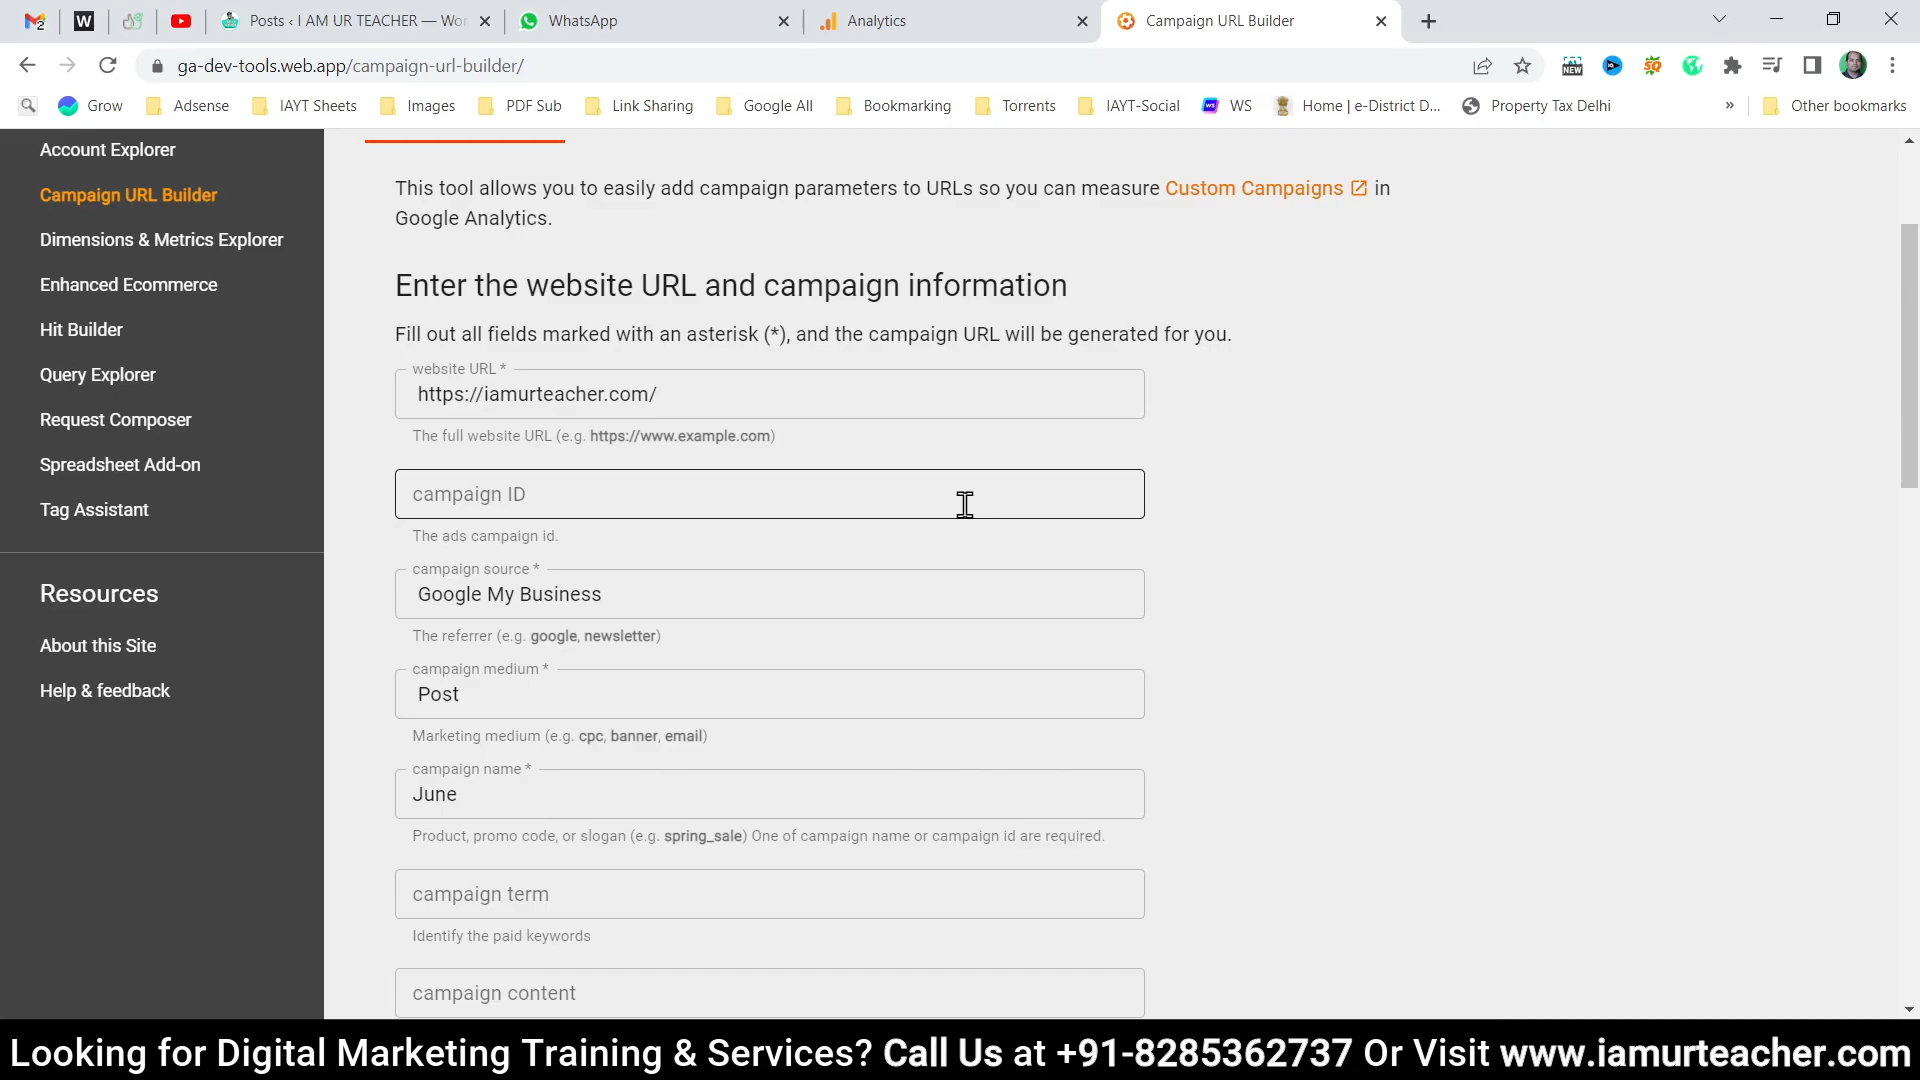 Posts ‹ I AM UR TEACHER — Wor
WhatsApp
Analytics
Campaign URL Builder
ga-dev-tools.web.app/campaign-url-builder/
NEW
Grow
Adsense
IAYT Sheets
Images
PDF Sub
Link Sharing
Google All
Bookmarking
Torrents
IAYT-Social
WS
Home | e-District D...
Property Tax Delhi
»
Other bookmarks
Account Explorer
Campaign URL Builder
Dimensions & Metrics Explorer
Enhanced Ecommerce
Hit Builder
Query Explorer
Request Composer
Spreadsheet Add-on
Tag Assistant
Resources
About this Site
Help & feedback
This tool allows you to easily add campaign parameters to URLs so you can measure Custom Campaigns in
Google Analytics.
Enter the website URL and campaign information
Fill out all fields marked with an asterisk (*), and the campaign URL will be generated for you.
website URL *
https://iamurteacher.com/
The full website URL (e.g. https://www.example.com)
campaign ID
The ads campaign id.
campaign source *
Google My Business
The referrer (e.g. google, newsletter)
campaign medium *
Post
Marketing medium (e.g. cpc, banner, email)
campaign name *
June
Product, promo code, or slogan (e.g. spring_sale) One of campaign name or campaign id are required.
campaign term
Identify the paid keywords
campaign content
Looking for Digital Marketing Training & Services? Call Us at +91-8285362737 Or Visit www.iamurteacher.com